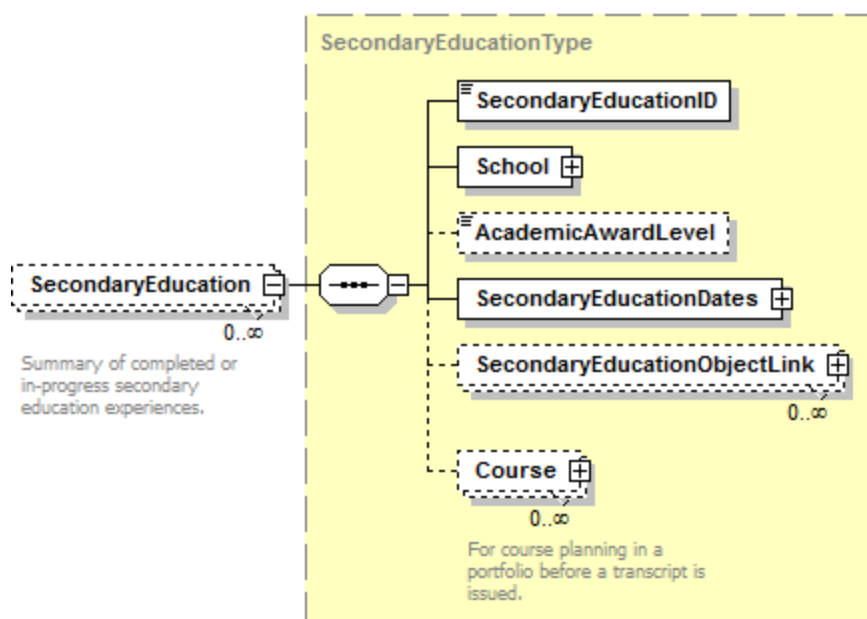 SecondaryEducationType
SecondaryEducationID
School
AcademicAwardLevel
SecondaryEducation
0..∞
Summary of completed or
in-progress secondary
education experiences.
SecondaryEducationDates
SecondaryEducationObjectLink
0..∞
Course
0..∞
For course planning in a
portfolio before a transcript is
issued.